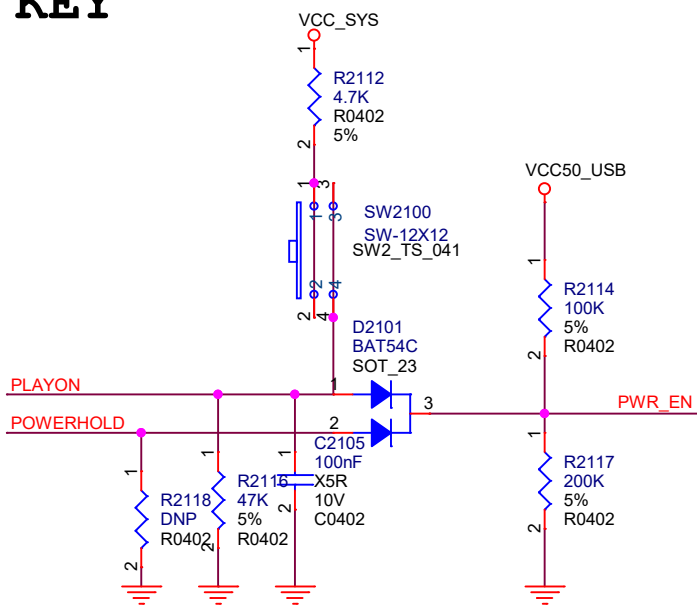 KEY
VCC_SYS
1
R2112
4.7K
R0402
5%
2
VCC50_USB
1
3
1
3
SW2100
SW-12X12
SW2_TS_041
2
4
2
4
1
R2114
100K
5%
R0402
2
D2101
BAT54C
SOT_23
PLAYON
1
3
PWR_EN
POWERHOLD
2
1
R2118
DNP
R0402
2
1
R2116
47K
5%
R0402
2
1
C2105
100nF
X5R
10V
C0402
2
1
R2117
200K
5%
R0402
2